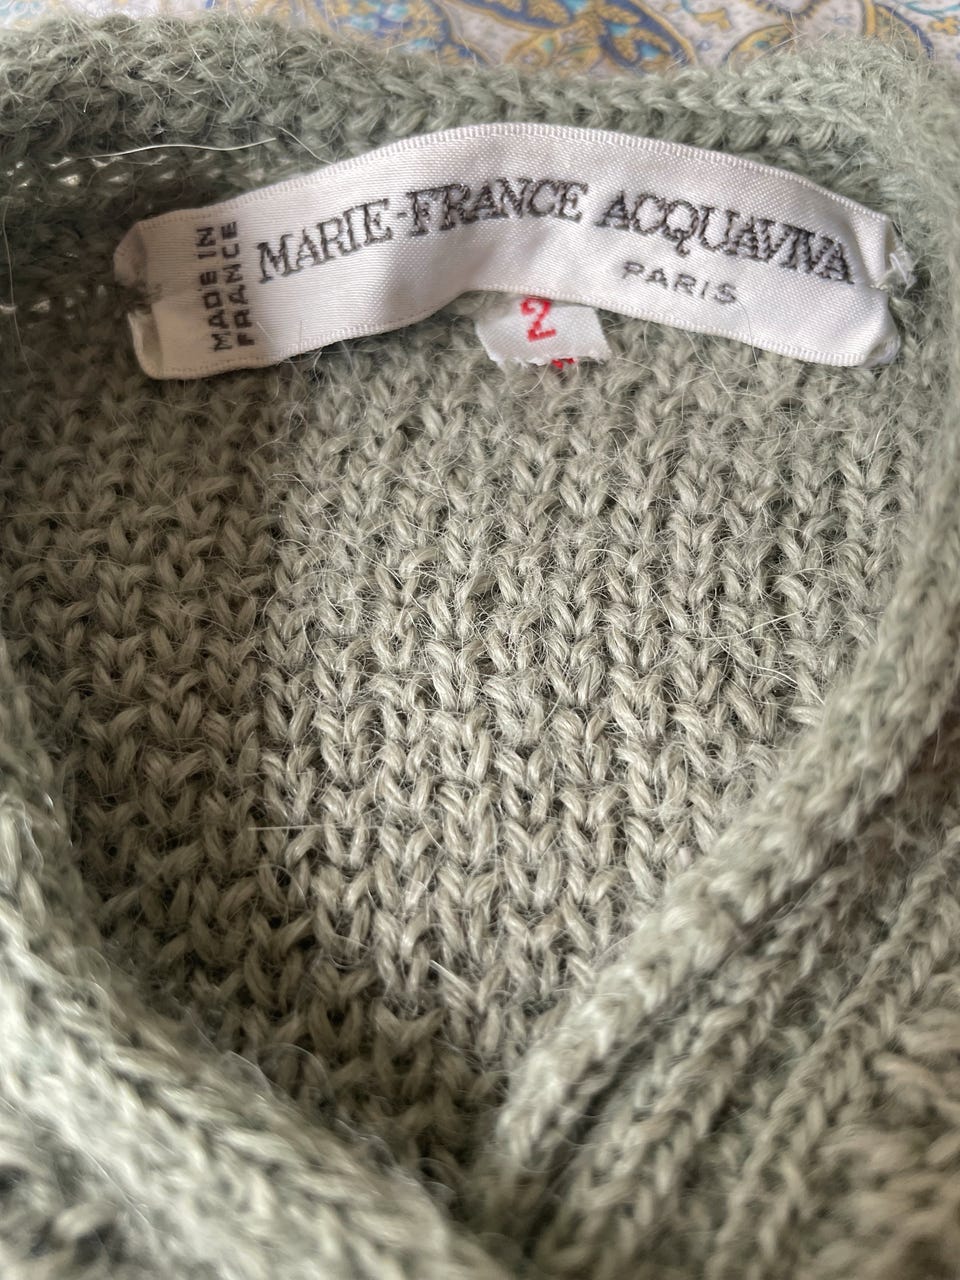 MADE IN
FRANCE
MARIE-FRANCE ACQUAVIVA
PARIS
2